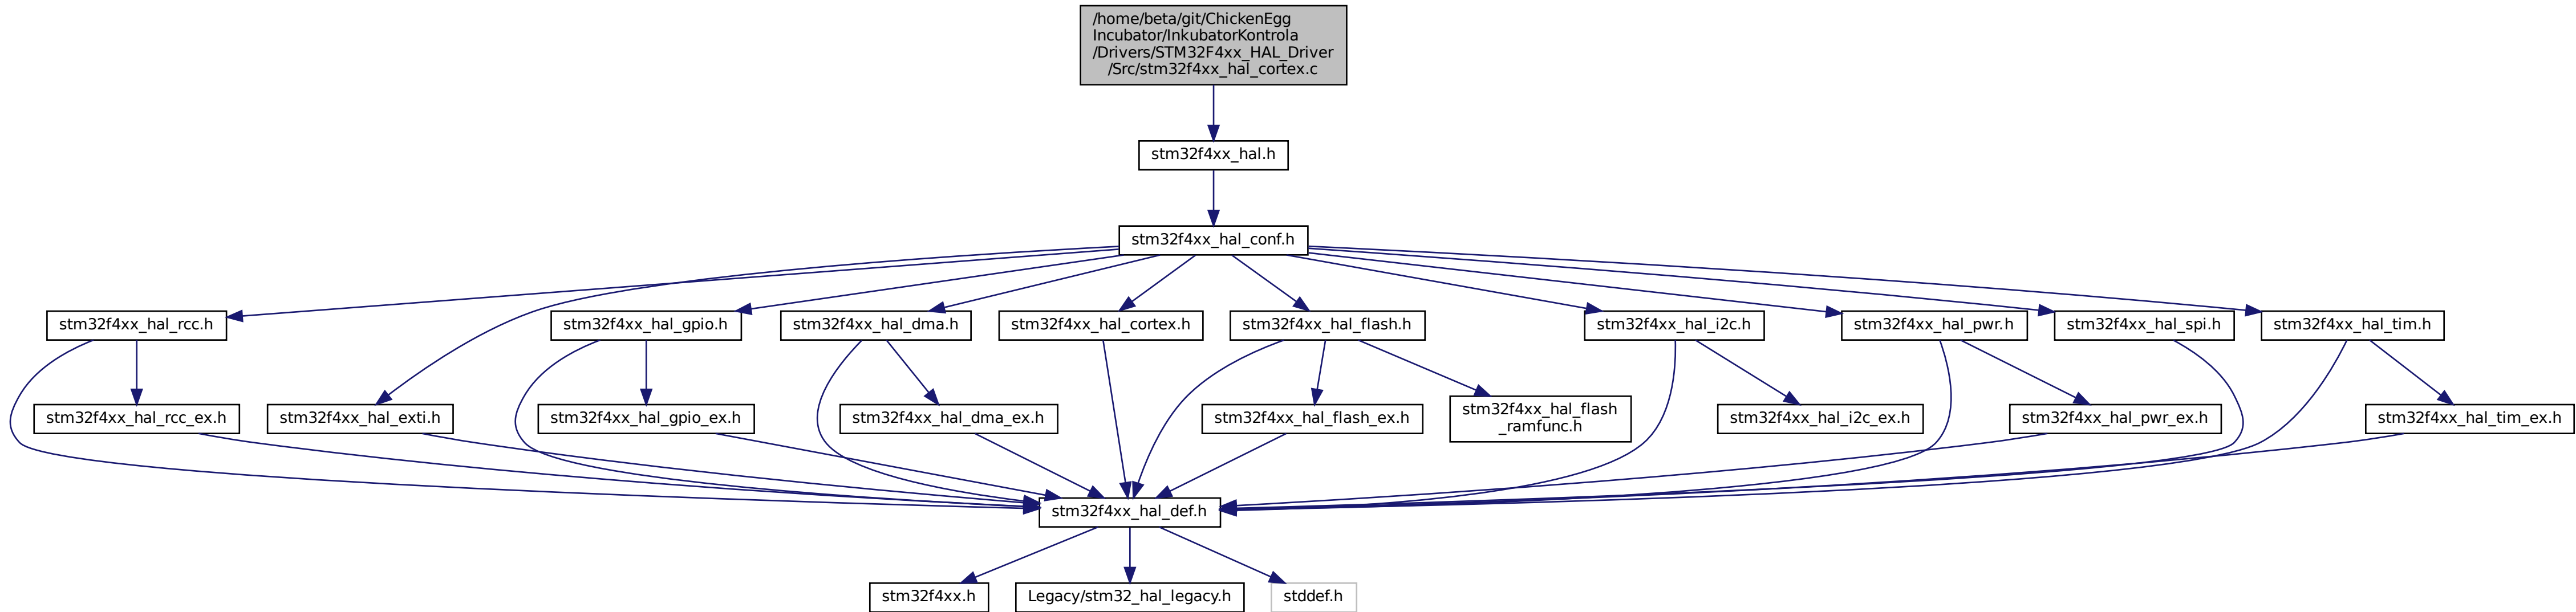 /home/beta/git/ChickenEgg
Incubator/InkubatorKontrola
/Drivers/STM32F4xx_HAL_Driver
/Src/stm32f4xx_hal_cortex.c
stm32f4xx_hal.h
stm32f4xx_hal_conf.h
stm32f4xx_hal_rcc.h
stm32f4xx_hal_gpio.h
stm32f4xx_hal_dma.h
stm32f4xx_hal_cortex.h
stm32f4xx_hal_flash.h
stm32f4xx_hal_i2c.h
stm32f4xx_hal_pwr.h
stm32f4xx_hal_spi.h
stm32f4xx_hal_tim.h
stm32f4xx_hal_rcc_ex.h
stm32f4xx_hal_exti.h
stm32f4xx_hal_gpio_ex.h
stm32f4xx_hal_dma_ex.h
stm32f4xx_hal_flash_ex.h
stm32f4xx_hal_flash
_ramfunc.h
stm32f4xx_hal_i2c_ex.h
stm32f4xx_hal_pwr_ex.h
stm32f4xx_hal_tim_ex.h
stm32f4xx_hal_def.h
stm32f4xx.h
Legacy/stm32_hal_legacy.h
stddef.h